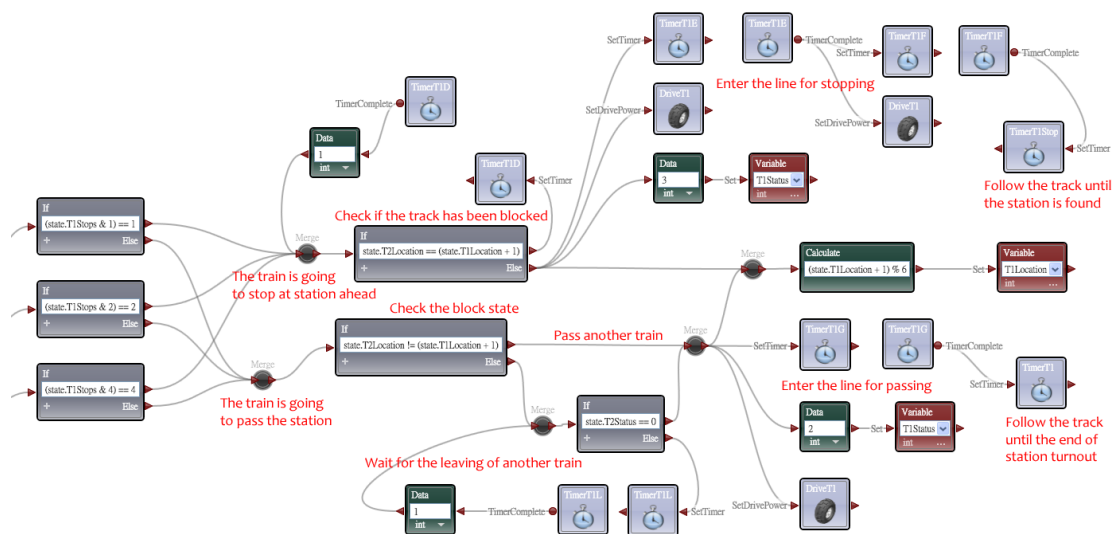 TimerT1E
SetTimer
TimerT1E
TimerComplete
SetTimer
TimerT1F
TimerT1F
TimerComplete
Enter the line for stopping
TimerT1D
TimerComplete
DriveT1
SetDrivePower
SetDrivePower
DriveT1
Data
1
int
TimerT1D
SetTimer
Data
3
int
Set
Variable
T1Status
int ...
TimerT1Stop
SetTimer
Follow the track until
the station is found
If
(state.T1Stops & 1) == 1
+ Else
Check if the track has been blocked
Merge
If
state.T2Location == (state.T1Location + 1)
+ Else
The train is going
to stop at station ahead
Merge
Calculate
(state.T1Location + 1) % 6
Set
Variable
T1Location
int ...
If
(state.T1Stops & 2) == 2
+ Else
Check the block state
If
state.T2Location != (state.T1Location + 1)
+ Else
Pass another train
Merge
SetTimer
TimerT1G
TimerT1G
TimerComplete
SetTimer
TimerT1
Enter the line for passing
If
(state.T1Stops & 4) == 4
+ Else
Merge
The train is going
to pass the station
Merge
If
state.T2Status == 0
+ Else
Data
2
int
Set
Variable
T1Status
int ...
Follow the track
until the end of
station turnout
Wait for the leaving of another train
Data
1
int
TimerComplete
TimerT1L
TimerT1L
SetTimer
SetDrivePower
DriveT1